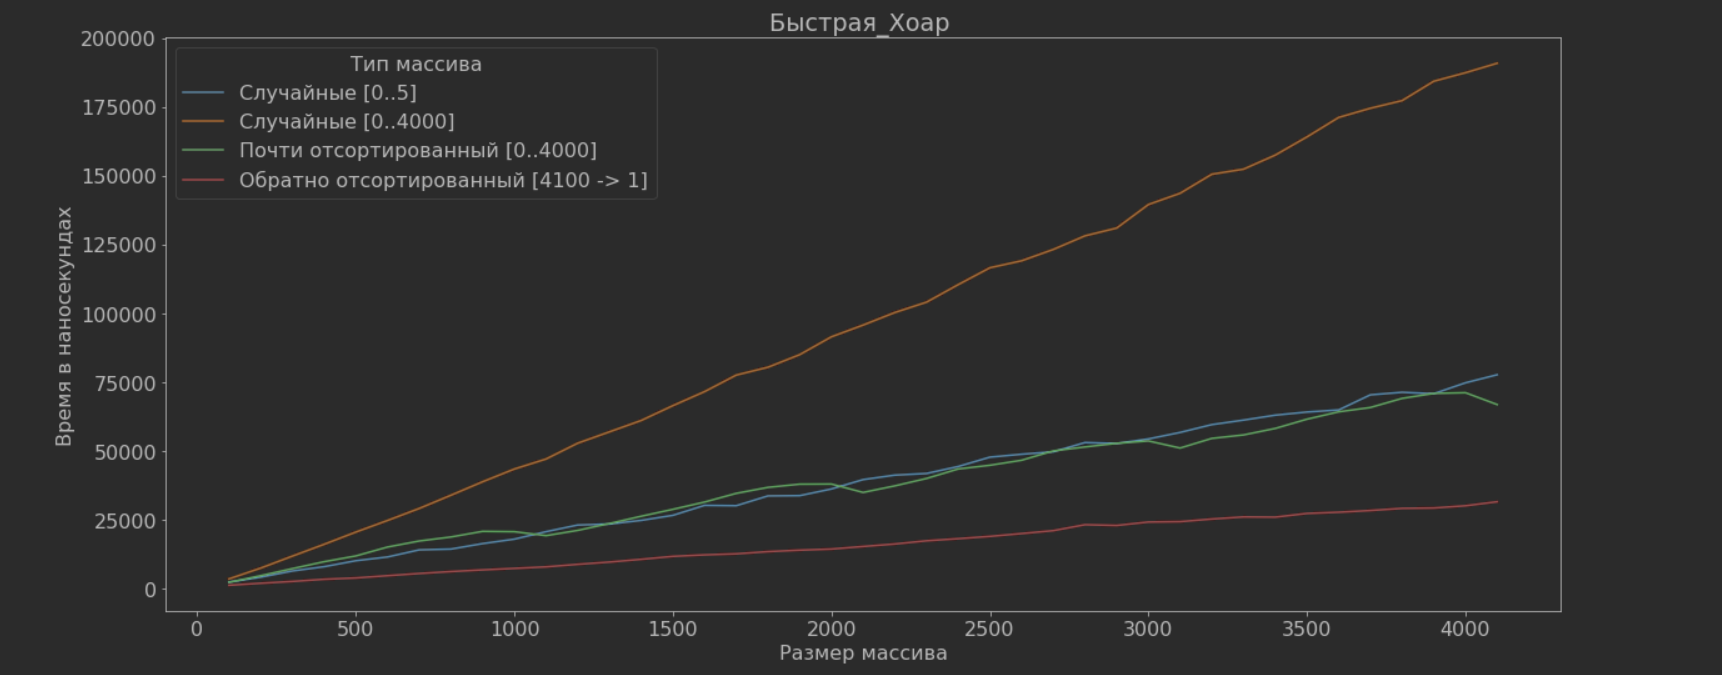 Быстрая_Хоар
200000
175000
150000
125000
100000
75000
50000
25000
0
Время в наносекундах
Тип массива
Случайные [0..5]
Случайные [0..4000]
Почти отсортированный [0..4000]
Обратно отсортированный [4100 -> 1]
0 500 1000 1500 2000 2500 3000 3500 4000
Размер массива